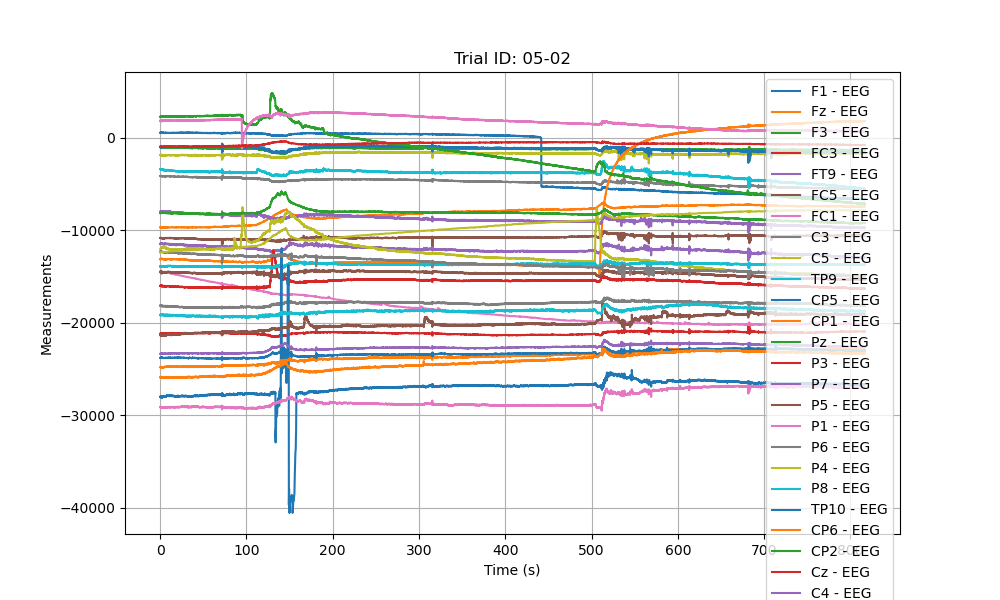 Trial ID: 05-02
0
−10000
−20000
−30000
−40000
Measurements
0
100
200
300
400
500
600
Time (s)
F1 - EEG
Fz - EEG
F3 - EEG
FC3 - EEG
FT9 - EEG
FC5 - EEG
FC1 - EEG
C3 - EEG
C5 - EEG
TP9 - EEG
CP5 - EEG
CP1 - EEG
Pz - EEG
P3 - EEG
P7 - EEG
P5 - EEG
P1 - EEG
P6 - EEG
P4 - EEG
P8 - EEG
TP10 - EEG
CP6 - EEG
CP2 - EEG
Cz - EEG
C4 - EEG